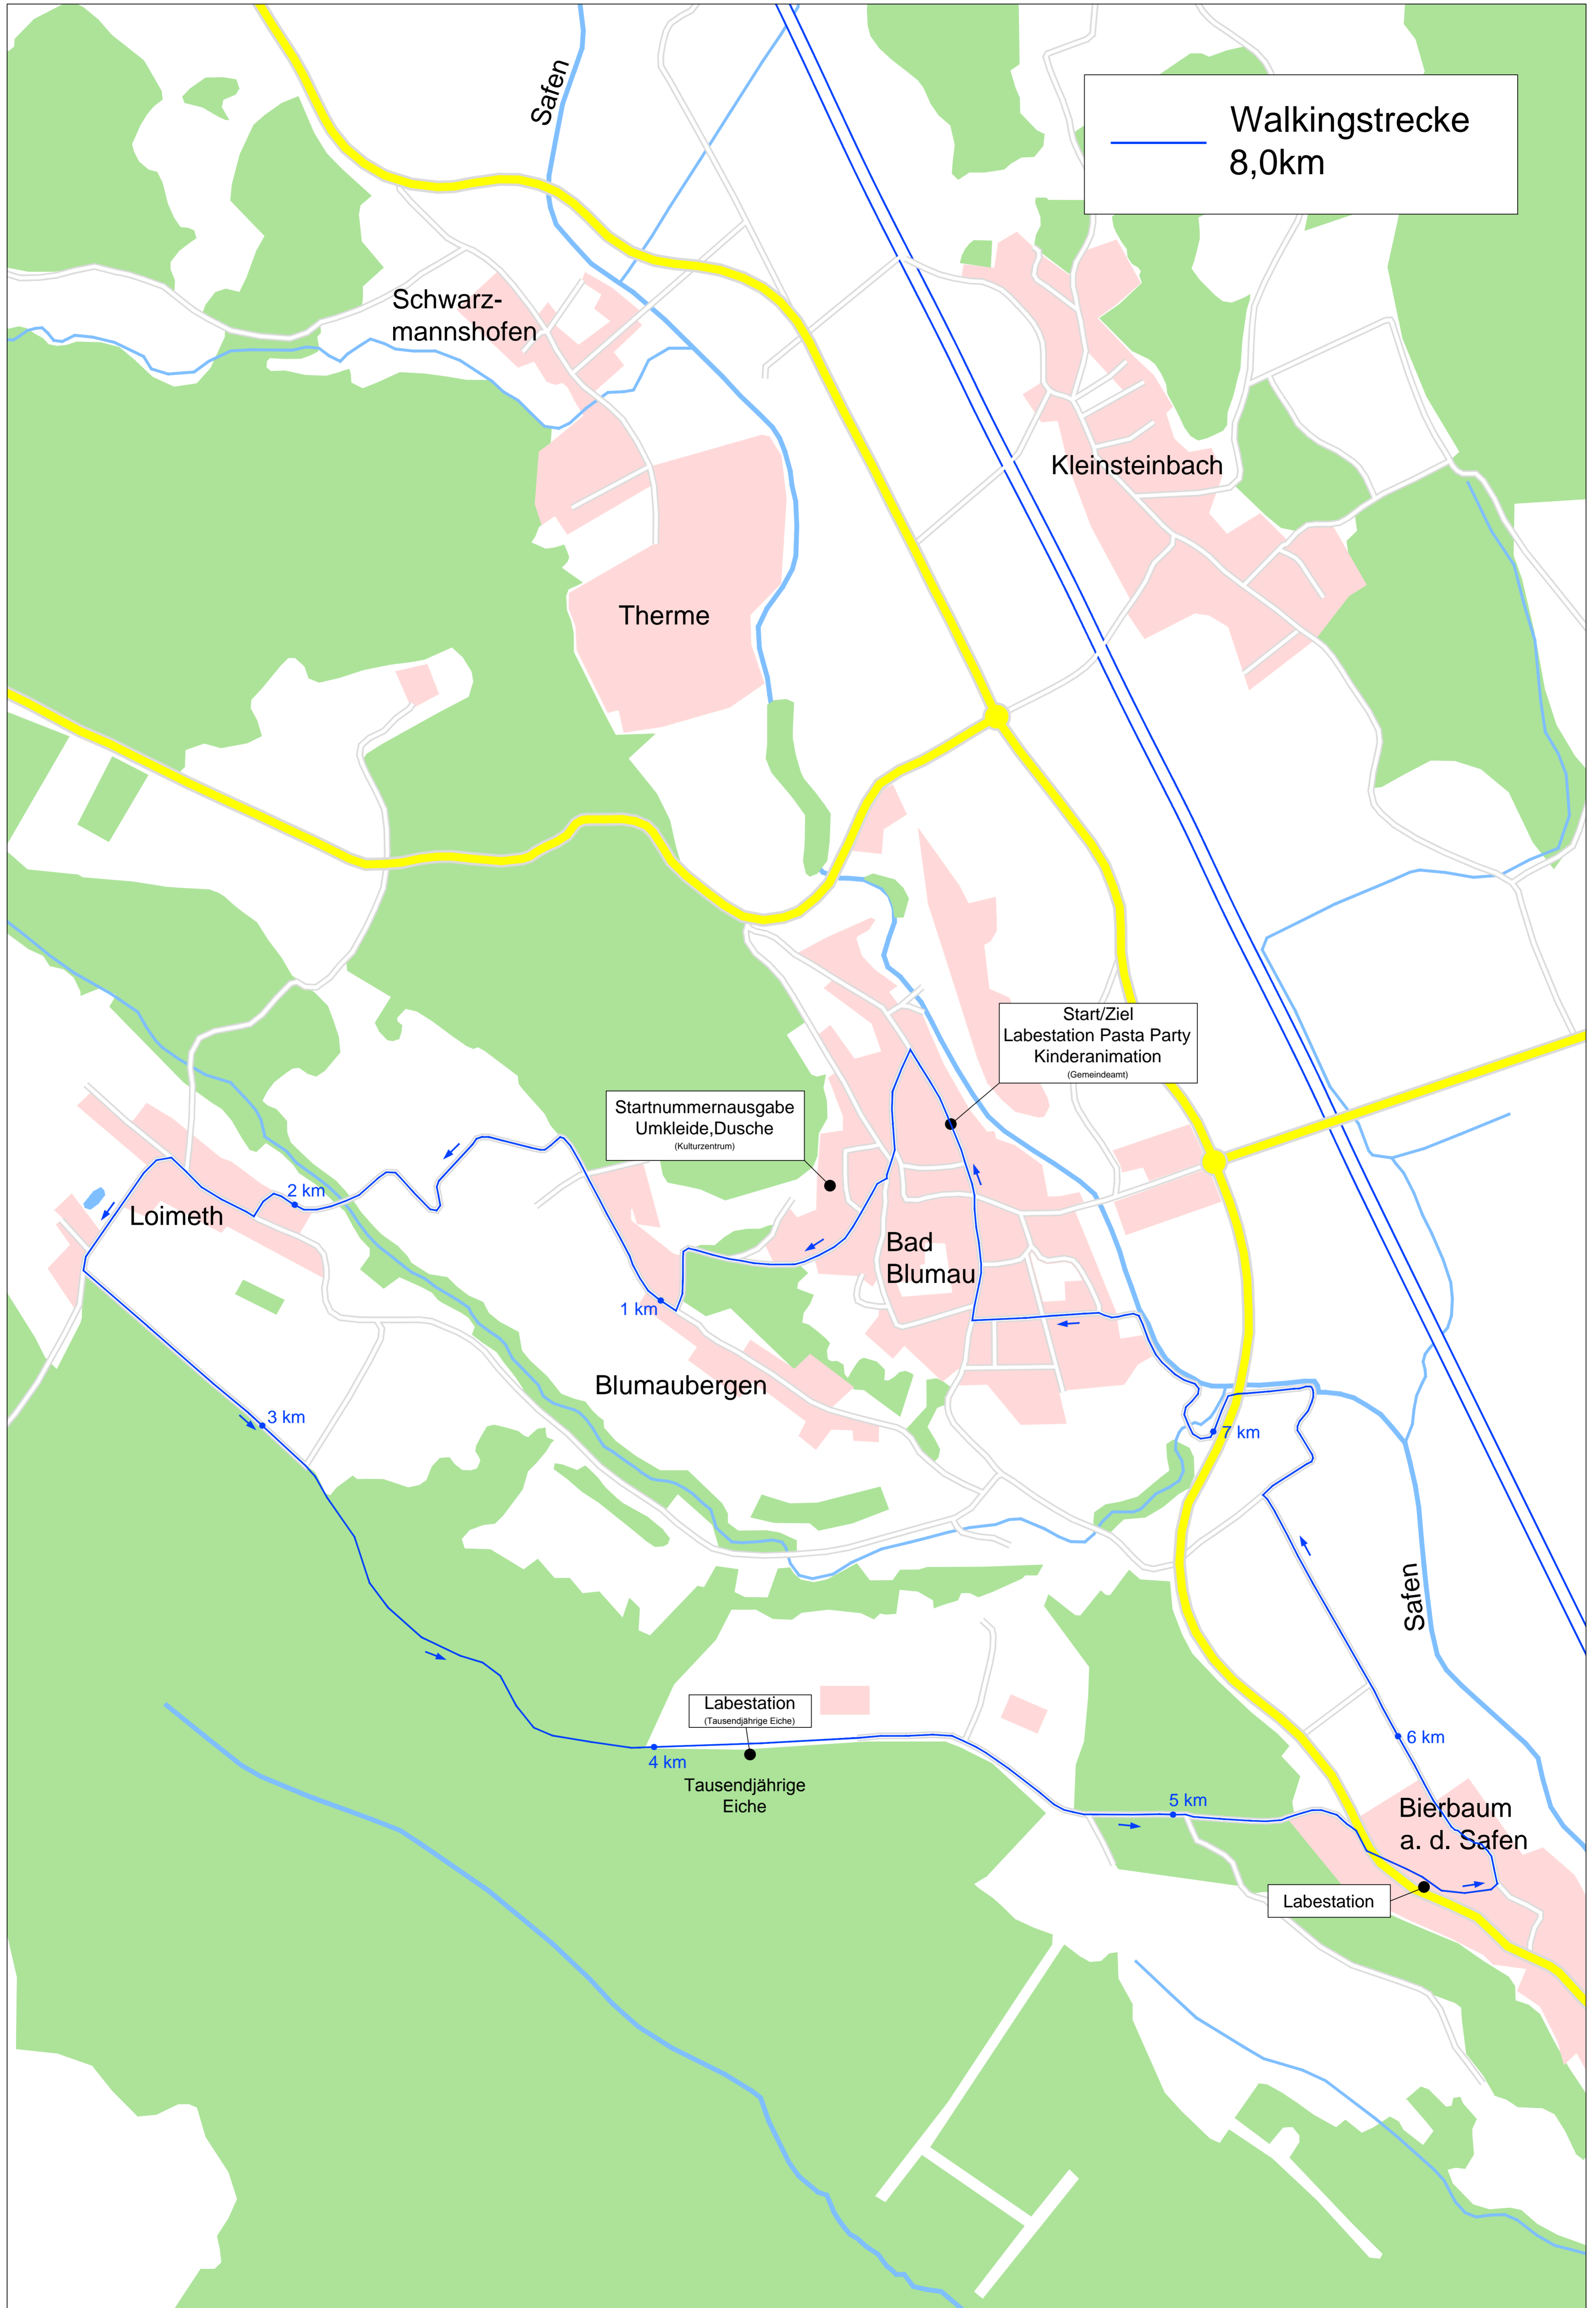 Safen
Walkingstrecke
8,0km
Schwarz-
mannshofen
Kleinsteinbach
Therme
Start/Ziel
Labestation Pasta Party
Kinderanimation
(Gemeindeamt)
Startnummernausgabe
Umkleide,Dusche
(Kulturzentrum)
2 km
Loimeth
Bad
Blumau
1 km
Blumaubergen
3 km
7 km
Safen
Labestation
(Tausendjährige Eiche)
4 km
Tausendjährige
Eiche
6 km
5 km
Bierbaum
a. d. Safen
Labestation